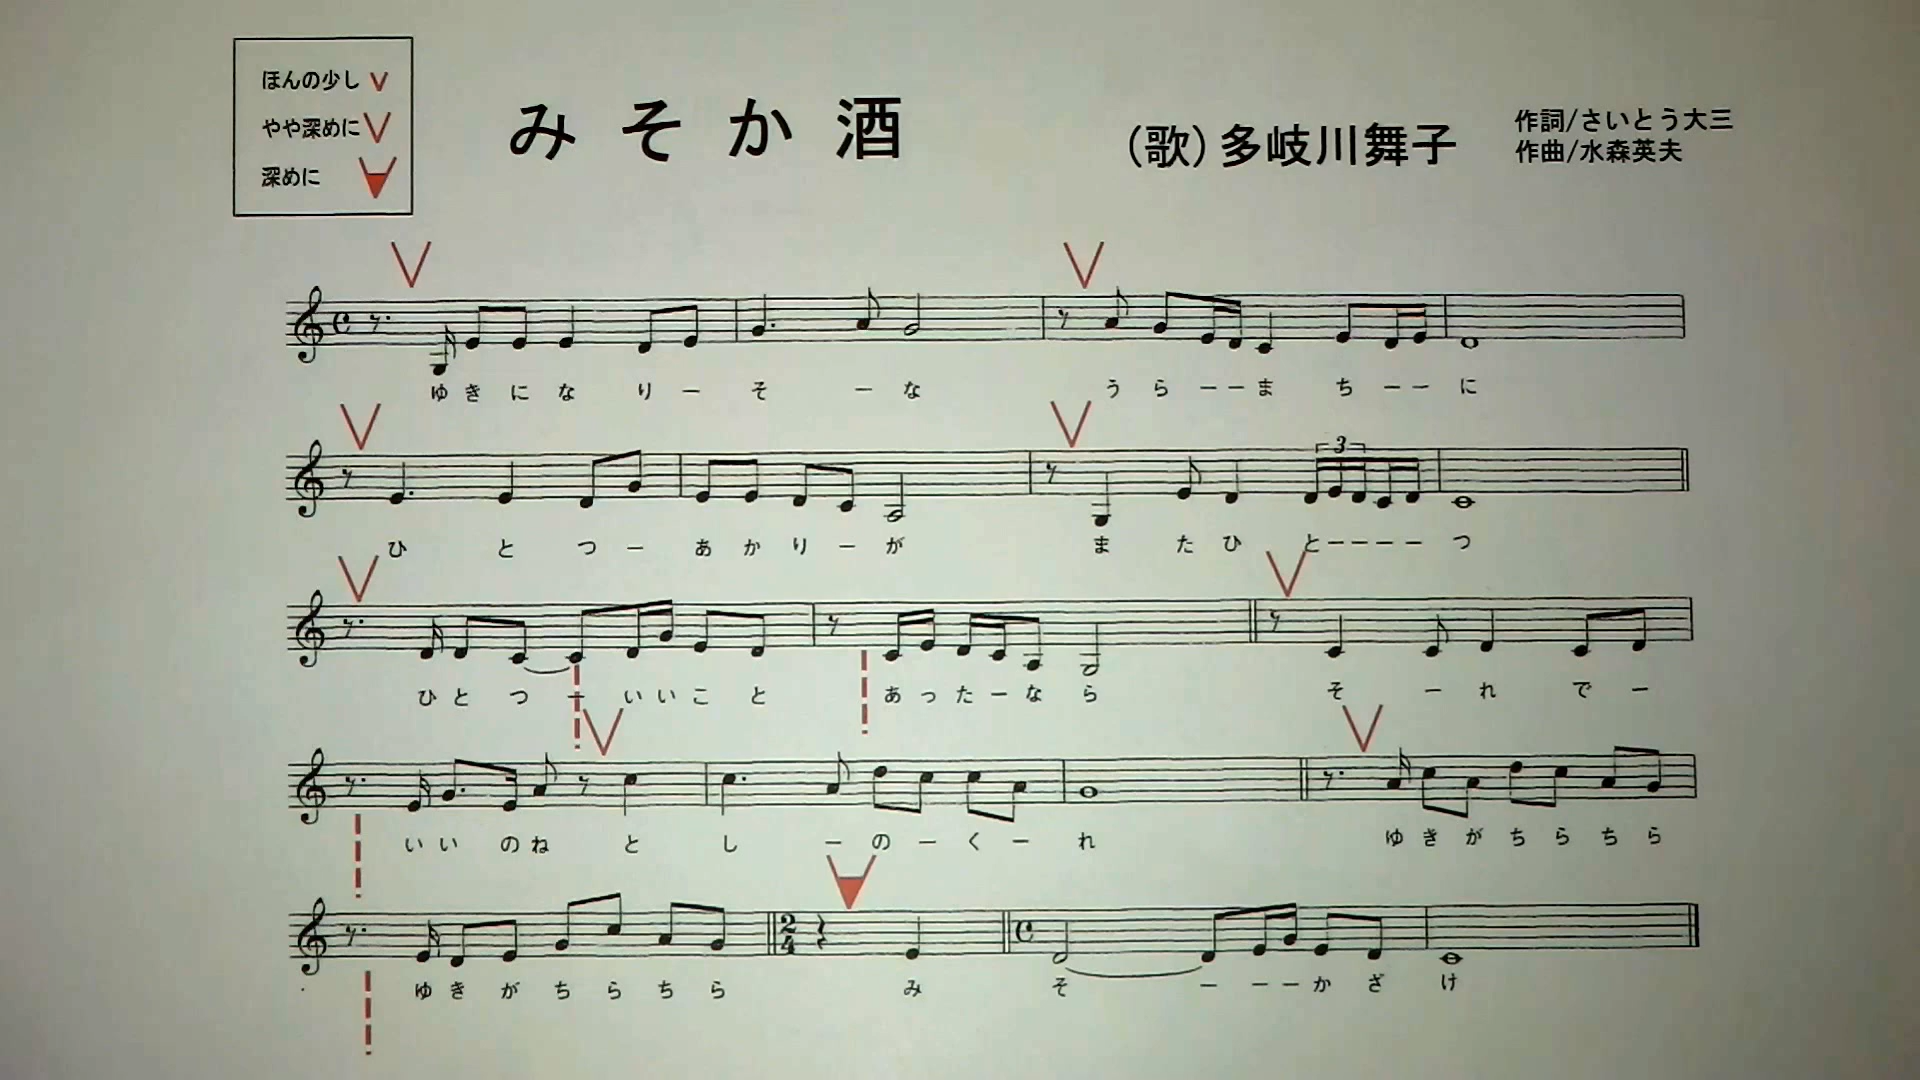 ほんの少し V
やや深めに V
深めに
みそか酒
(歌) 多岐川舞子
作詞/さいとう大三
作曲/水森英夫
ゆきになりーそーな うらーーまちーーに
3
ひとつーあかりーが またひとーーーーつ
ひとつーいいこと あったーなら そーれでー
いいのねとしーのーくーれ ゆきがちらちら
2
4
ゆきがちらちら みそーーーかざけ